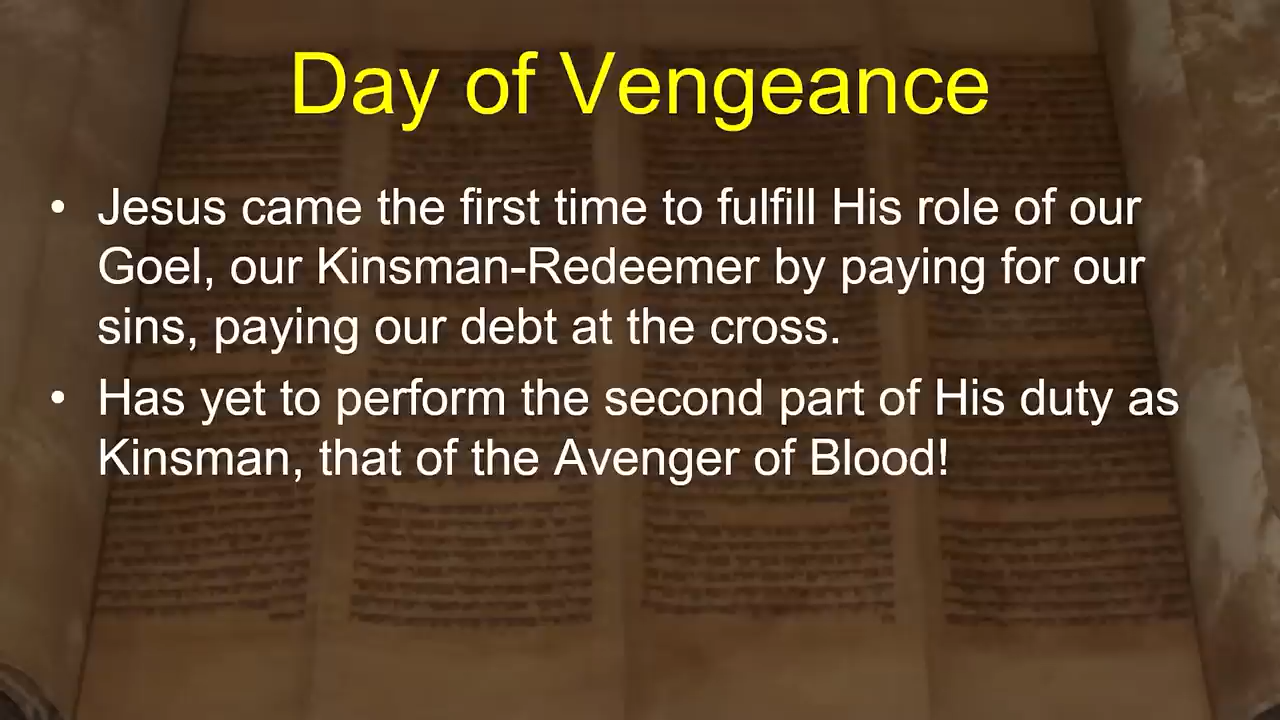 Day of Vengeance
• Jesus came the first time to fulfill His role of our
Goel, our Kinsman-Redeemer by paying for our
sins, paying our debt at the cross.
• Has yet to perform the second part of His duty as
Kinsman, that of the Avenger of Blood!